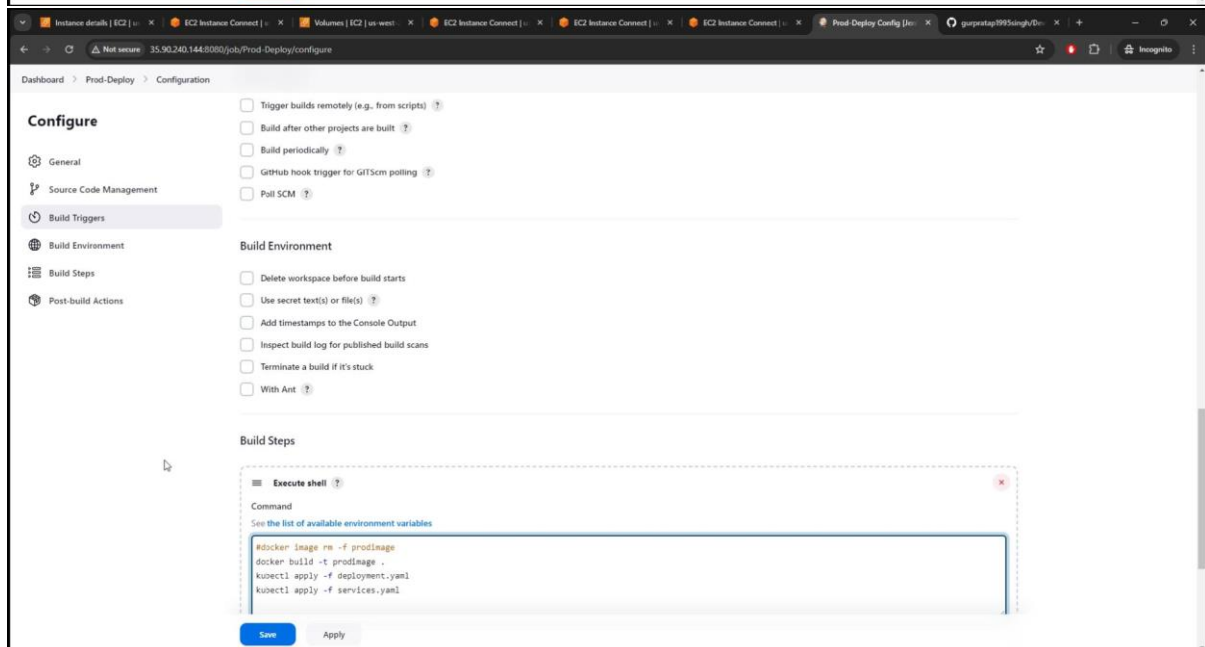 Instance details | EC2 | u
EC2 Instance Connect | u
Volumes | EC2 | us-west
EC2 Instance Connect | u
EC2 Instance Connect | u
EC2 Instance Connect | u
Prod-Deploy Config [Jen
gurpratap1995singh/De
Not secure 35.90.240.144:8080/job/Prod-Deploy/configure
Incognito
Dashboard > Prod-Deploy > Configuration
Configure
General
Source Code Management
Build Triggers
Build Environment
Build Steps
Post-build Actions
Trigger builds remotely (e.g., from scripts) ?
Build after other projects are built ?
Build periodically ?
GitHub hook trigger for GITScm polling ?
Poll SCM ?
Build Environment
Delete workspace before build starts
Use secret text(s) or file(s) ?
Add timestamps to the Console Output
Inspect build log for published build scans
Terminate a build if it's stuck
With Ant ?
Build Steps
Execute shell ?
Command
See the list of available environment variables
#docker image rm -f prodimage
docker build -t prodimage .
kubectl apply -f deployment.yaml
kubectl apply -f services.yaml
Save
Apply